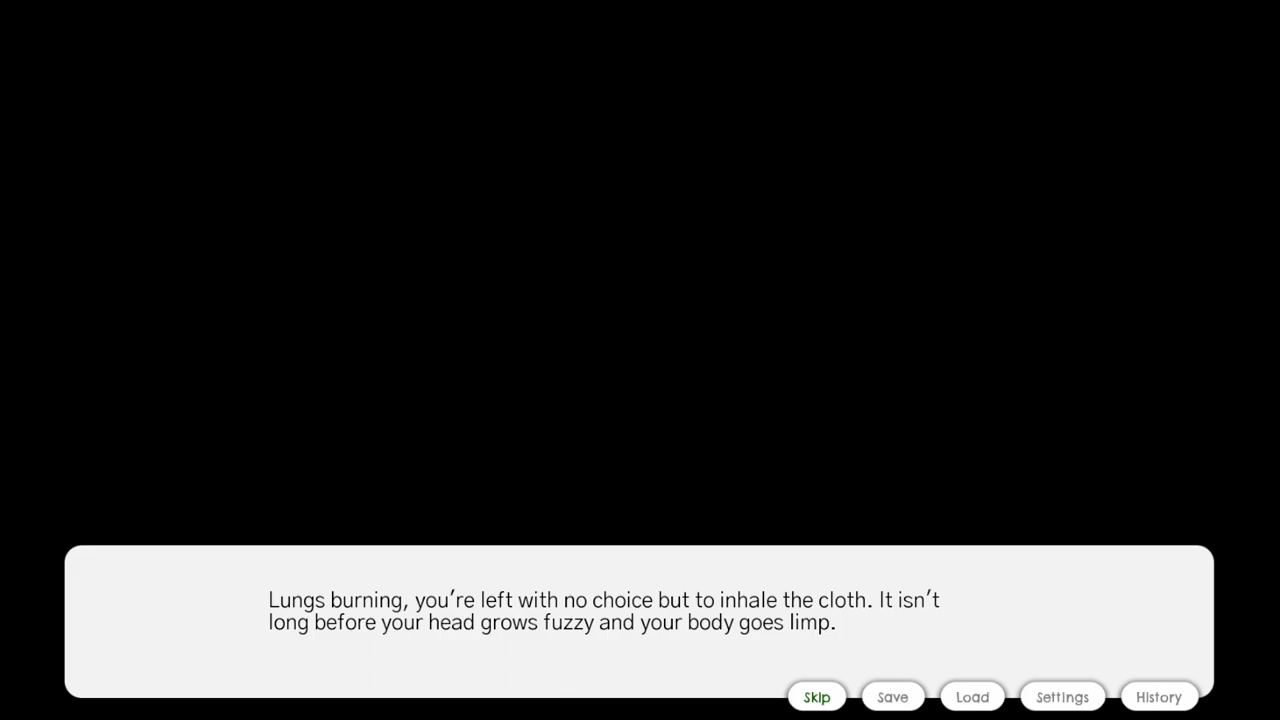 Lungs burning, you're left with no choice but to inhale the cloth. It isn't
long before your head grows fuzzy and your body goes limp.
Skip Save Load Settings History